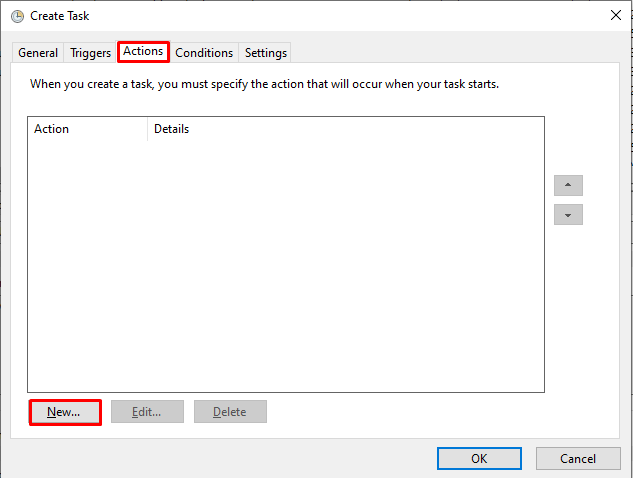 Create Task
General Triggers Actions Conditions Settings
When you create a task, you must specify the action that will occur when your task starts.
Action Details
New... Edit... Delete
OK Cancel